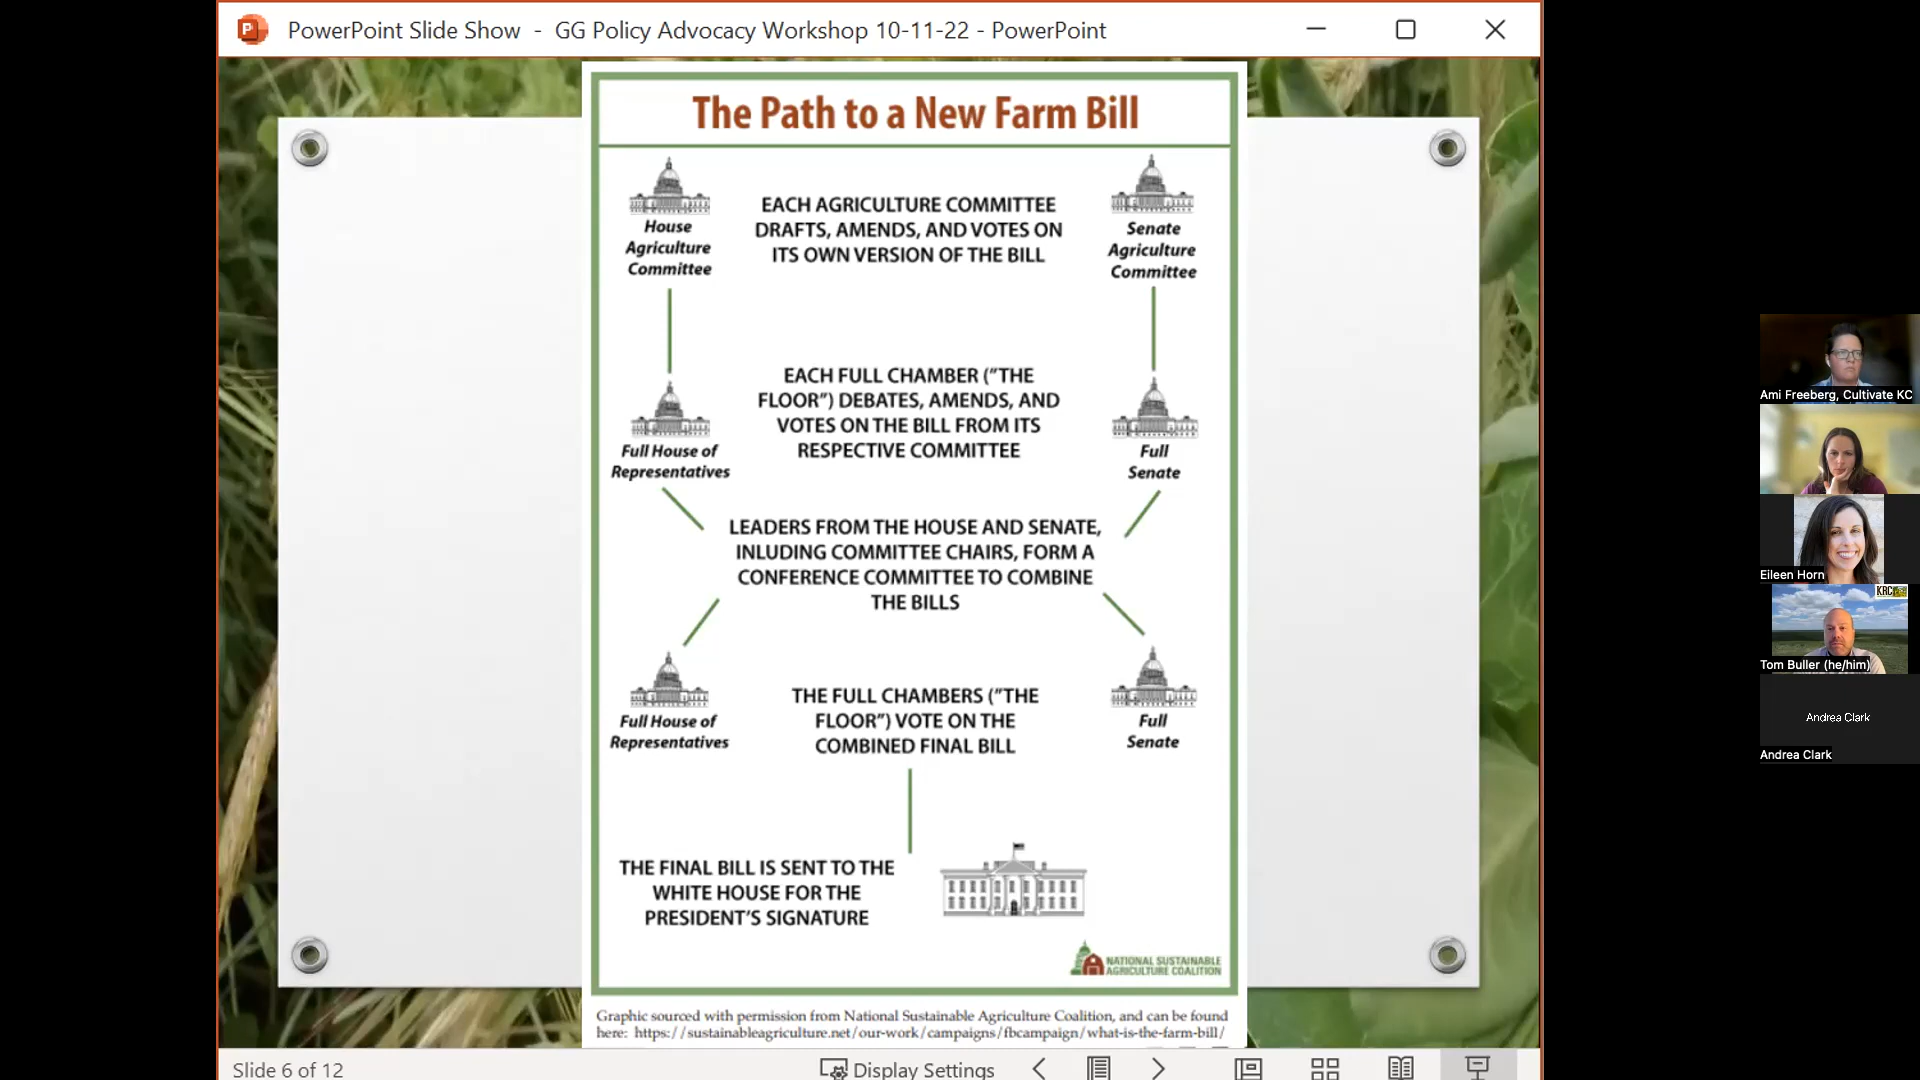 PowerPoint Slide Show - GG Policy Advocacy Workshop 10-11-22 - PowerPoint
The Path to a New Farm Bill
House
Agriculture
Committee
EACH AGRICULTURE COMMITTEE
DRAFTS, AMENDS, AND VOTES ON
ITS OWN VERSION OF THE BILL
Senate
Agriculture
Committee
Full House of
Representatives
EACH FULL CHAMBER ("THE
FLOOR") DEBATES, AMENDS, AND
VOTES ON THE BILL FROM ITS
RESPECTIVE COMMITTEE
Full
Senate
LEADERS FROM THE HOUSE AND SENATE,
INLUDING COMMITTEE CHAIRS, FORM A
CONFERENCE COMMITTEE TO COMBINE
THE BILLS
Full House of
Representatives
THE FULL CHAMBERS ("THE
FLOOR") VOTE ON THE
COMBINED FINAL BILL
Full
Senate
THE FINAL BILL IS SENT TO THE
WHITE HOUSE FOR THE
PRESIDENT'S SIGNATURE
NATIONAL SUSTAINABLE
AGRICULTURE COALITION
Graphic sourced with permission from National Sustainable Agriculture Coalition, and can be found
here: https://sustainableagriculture.net/our-work/campaigns/fbcampaign/what-is-the-farm-bill/
Slide 6 of 12
Display Settings
Ami Freeberg, Cultivate KC
Eileen Horn
KRC
Tom Buller (he/him)
Andrea Clark
Andrea Clark